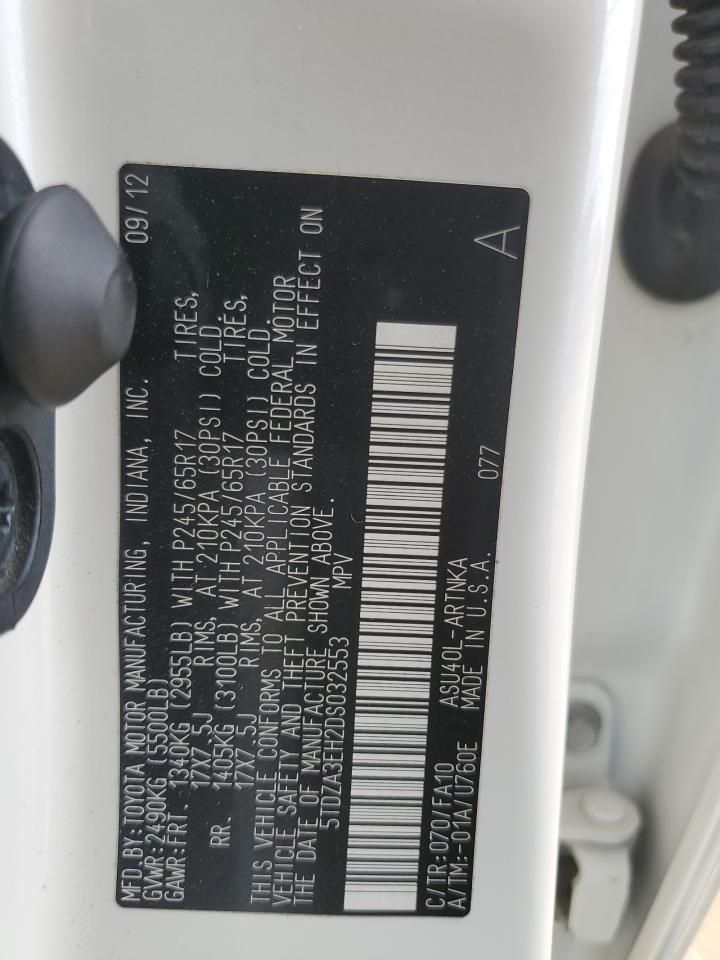 MFD.BY:TOYOTA MOTOR MANUFACTURING, INDIANA, INC. 09/12
GVWR:2490KG (5500LB)
GAWR:FRT. 1340KG (2955LB) WITH P245/65R17 TIRES,
17X7.5J RIMS, AT 210KPA (30PSI) COLD.
RR. 1405KG (3100LB) WITH P245/65R17 TIRES,
17X7.5J RIMS, AT 210KPA (30PSI) COLD.
THIS VEHICLE CONFORMS TO ALL APPLICABLE FEDERAL MOTOR
VEHICLE SAFETY AND THEFT PREVENTION STANDARDS IN EFFECT ON
THE DATE OF MANUFACTURE SHOWN ABOVE.
5TDZA3EH2DS032553 MPV
C/TR:070/FA10 ASU40L-ARTNKA 077 A
A/TM:-01A/U760E MADE IN U.S.A.